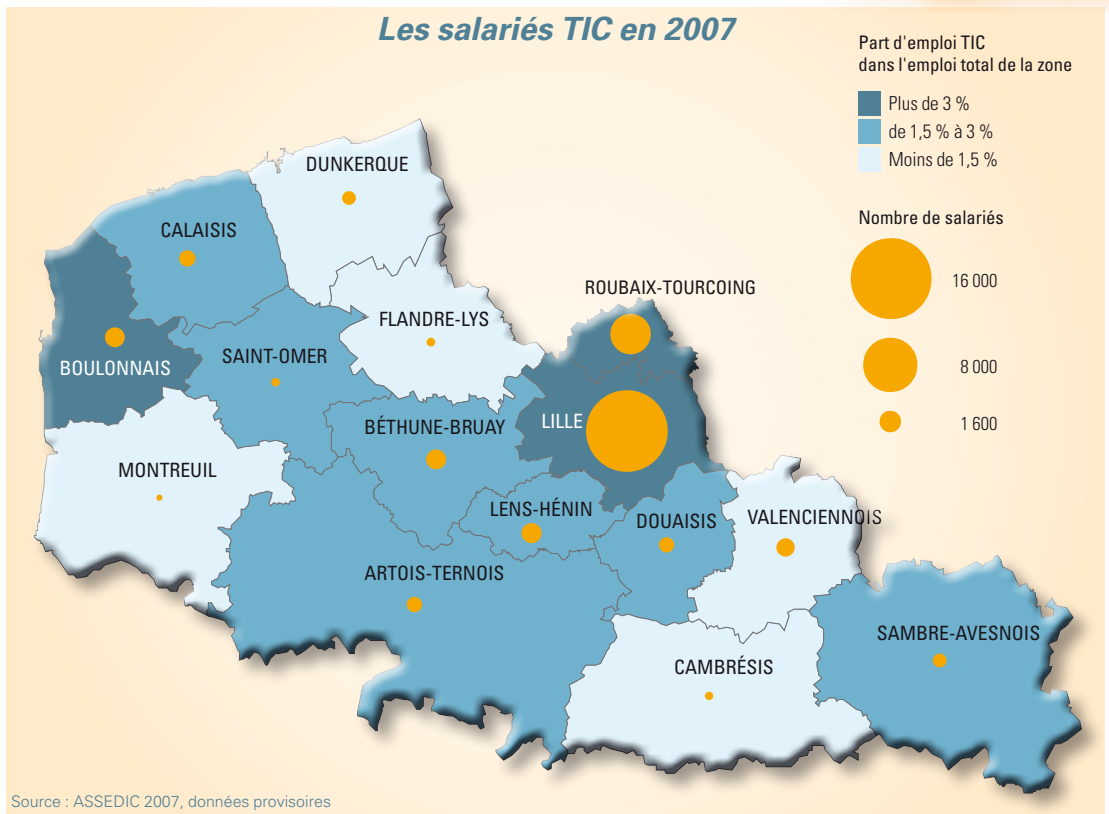 Les salariés TIC en 2007
Part d'emploi TIC
dans l'emploi total de la zone
Plus de 3 %
de 1,5 % à 3 %
Moins de 1,5 %
Nombre de salariés
16 000
8 000
1 600
DUNKERQUE
CALAISIS
ROUBAIX-TOURCOING
FLANDRE-LYS
SAINT-OMER
BOULONNAIS
LILLE
BÉTHUNE-BRUAY
MONTREUIL
LENS-HÉNIN
DOUAISIS
VALENCIENNOIS
ARTOIS-TERNOIS
SAMBRE-AVESNOIS
CAMBRÉSIS
Source : ASSEDIC 2007, données provisoires